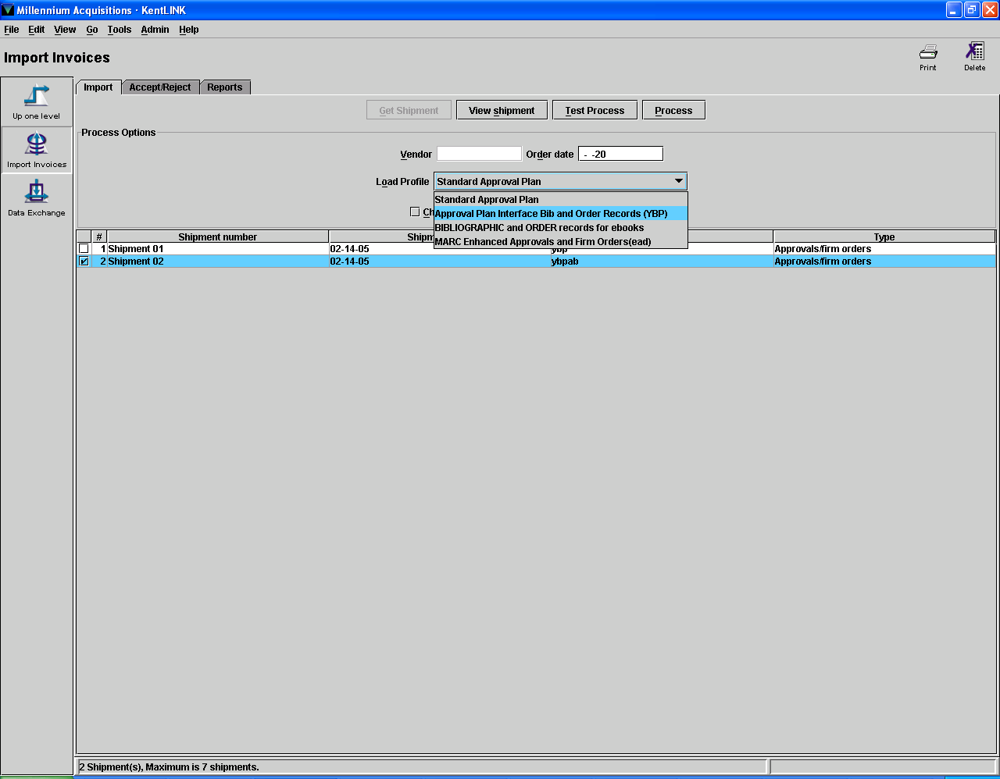 Millennium Acquisitions · KentLINK
File Edit View Go Tools Admin Help
Import Invoices
Print Delete
Up one level
Import Invoices
Data Exchange
Import Accept/Reject Reports
Get Shipment View shipment Test Process Process
Process Options
Vendor Order date - -20
Load Profile Standard Approval Plan
Standard Approval Plan
Approval Plan Interface Bib and Order Records (YBP)
BIBLIOGRAPHIC and ORDER records for ebooks
MARC Enhanced Approvals and Firm Orders(ead)
# Shipment number Type
1 Shipment 01 02-14-05 ybp Approvals/firm orders
2 Shipment 02 02-14-05 ybpab Approvals/firm orders
2 Shipment(s), Maximum is 7 shipments.